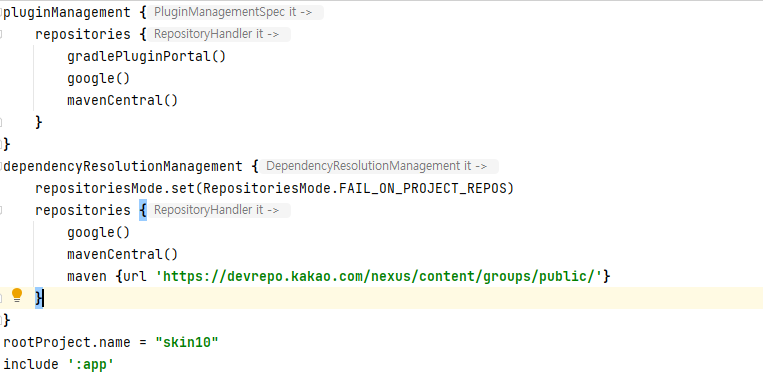 pluginManagement { PluginManagementSpec it ->
repositories { RepositoryHandler it ->
gradlePluginPortal()
google()
mavenCentral()
}
}
dependencyResolutionManagement { DependencyResolutionManagement it ->
repositoriesMode.set(RepositoriesMode.FAIL_ON_PROJECT_REPOS)
repositories { RepositoryHandler it ->
google()
mavenCentral()
maven {url 'https://devrepo.kakao.com/nexus/content/groups/public/'}
}
}
rootProject.name = "skin10"
include ':app'